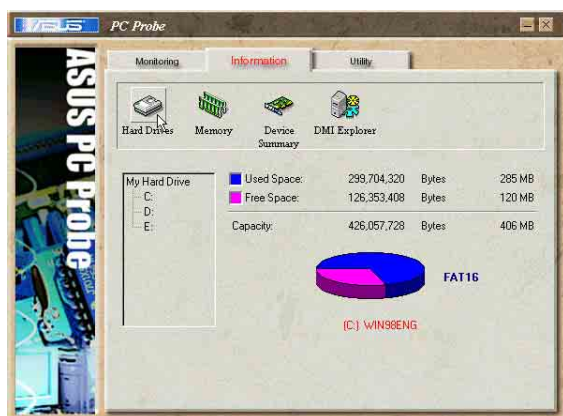 ASUS PC Probe
ASUS PC Probe
Monitoring
Information
Utility
Hard Drives
Memory
Device Summary
DMI Explorer
My Hard Drive
C:
D:
E:
Used Space: 299,704,320 Bytes 285 MB
Free Space: 126,353,408 Bytes 120 MB
Capacity: 426,057,728 Bytes 406 MB
FAT16
(C:) WIN98ENG